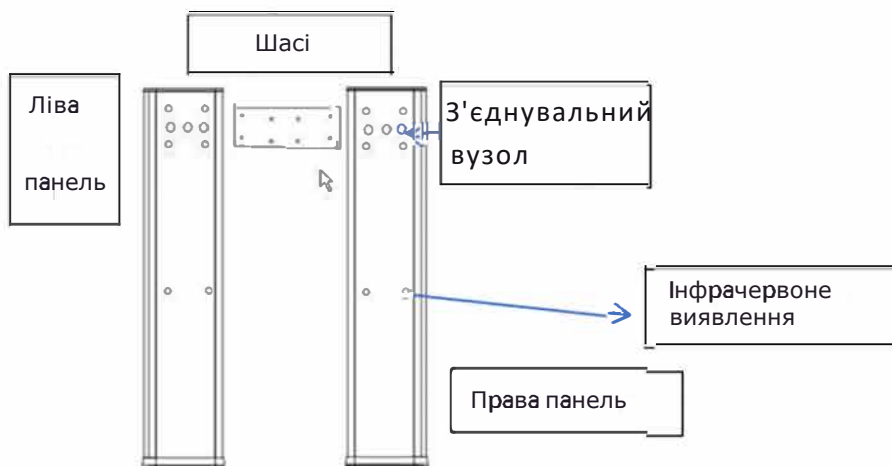 Шасі
Ліва
панель
З'єднувальний
вузол
Інфрачервоне
виявлення
Права панель